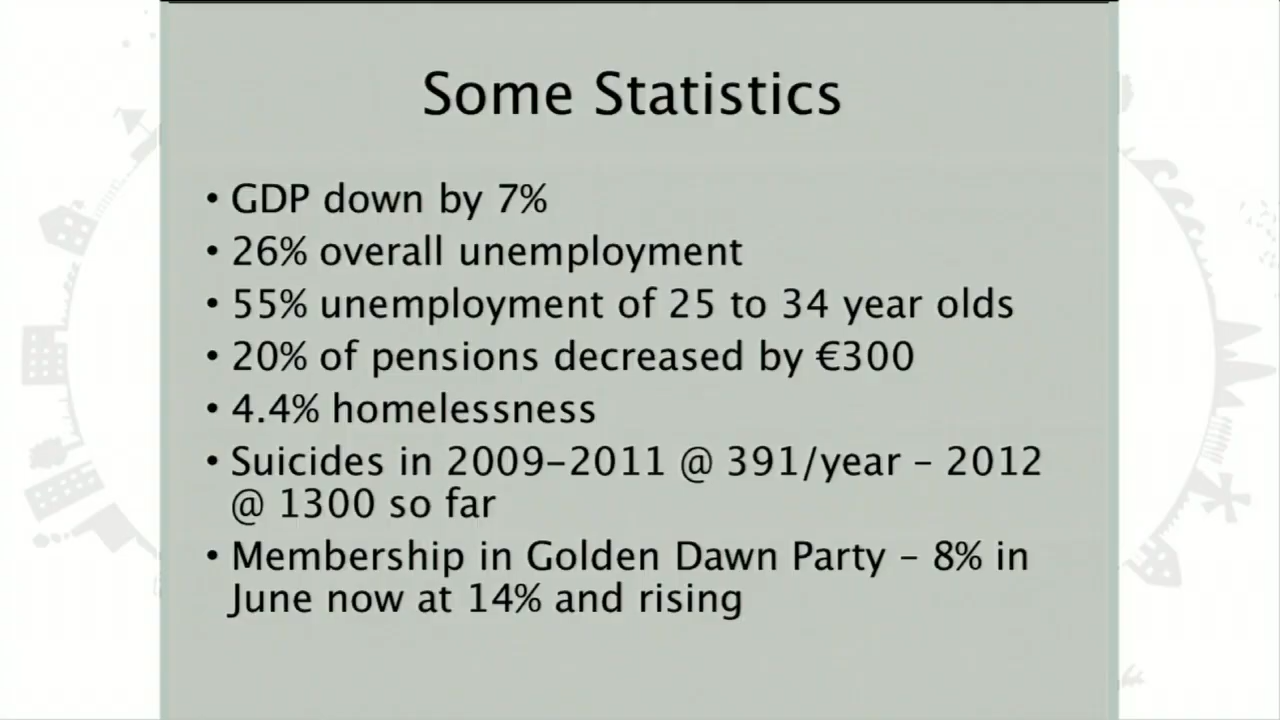 Some Statistics
• GDP down by 7%
• 26% overall unemployment
• 55% unemployment of 25 to 34 year olds
• 20% of pensions decreased by €300
• 4.4% homelessness
• Suicides in 2009–2011 @ 391/year – 2012
@ 1300 so far
• Membership in Golden Dawn Party – 8% in
June now at 14% and rising